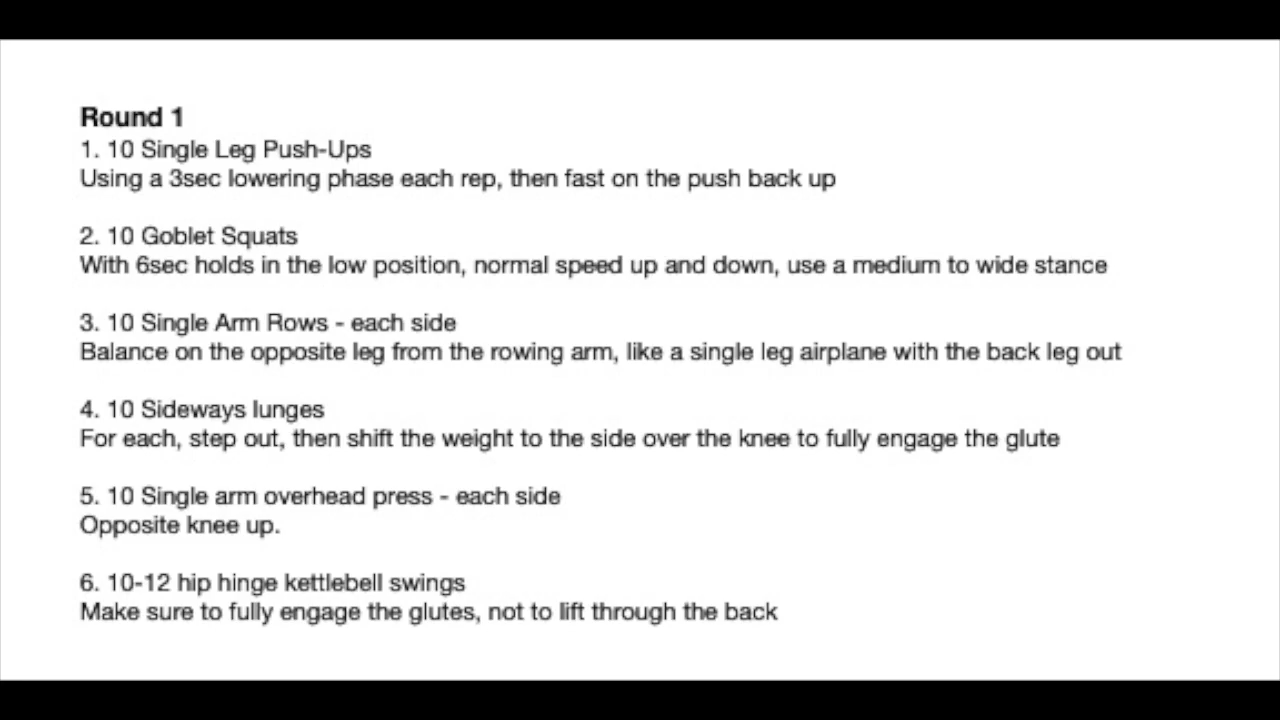 Round 1
1. 10 Single Leg Push-Ups
Using a 3sec lowering phase each rep, then fast on the push back up
2. 10 Goblet Squats
With 6sec holds in the low position, normal speed up and down, use a medium to wide stance
3. 10 Single Arm Rows - each side
Balance on the opposite leg from the rowing arm, like a single leg airplane with the back leg out
4. 10 Sideways lunges
For each, step out, then shift the weight to the side over the knee to fully engage the glute
5. 10 Single arm overhead press - each side
Opposite knee up.
6. 10-12 hip hinge kettlebell swings
Make sure to fully engage the glutes, not to lift through the back